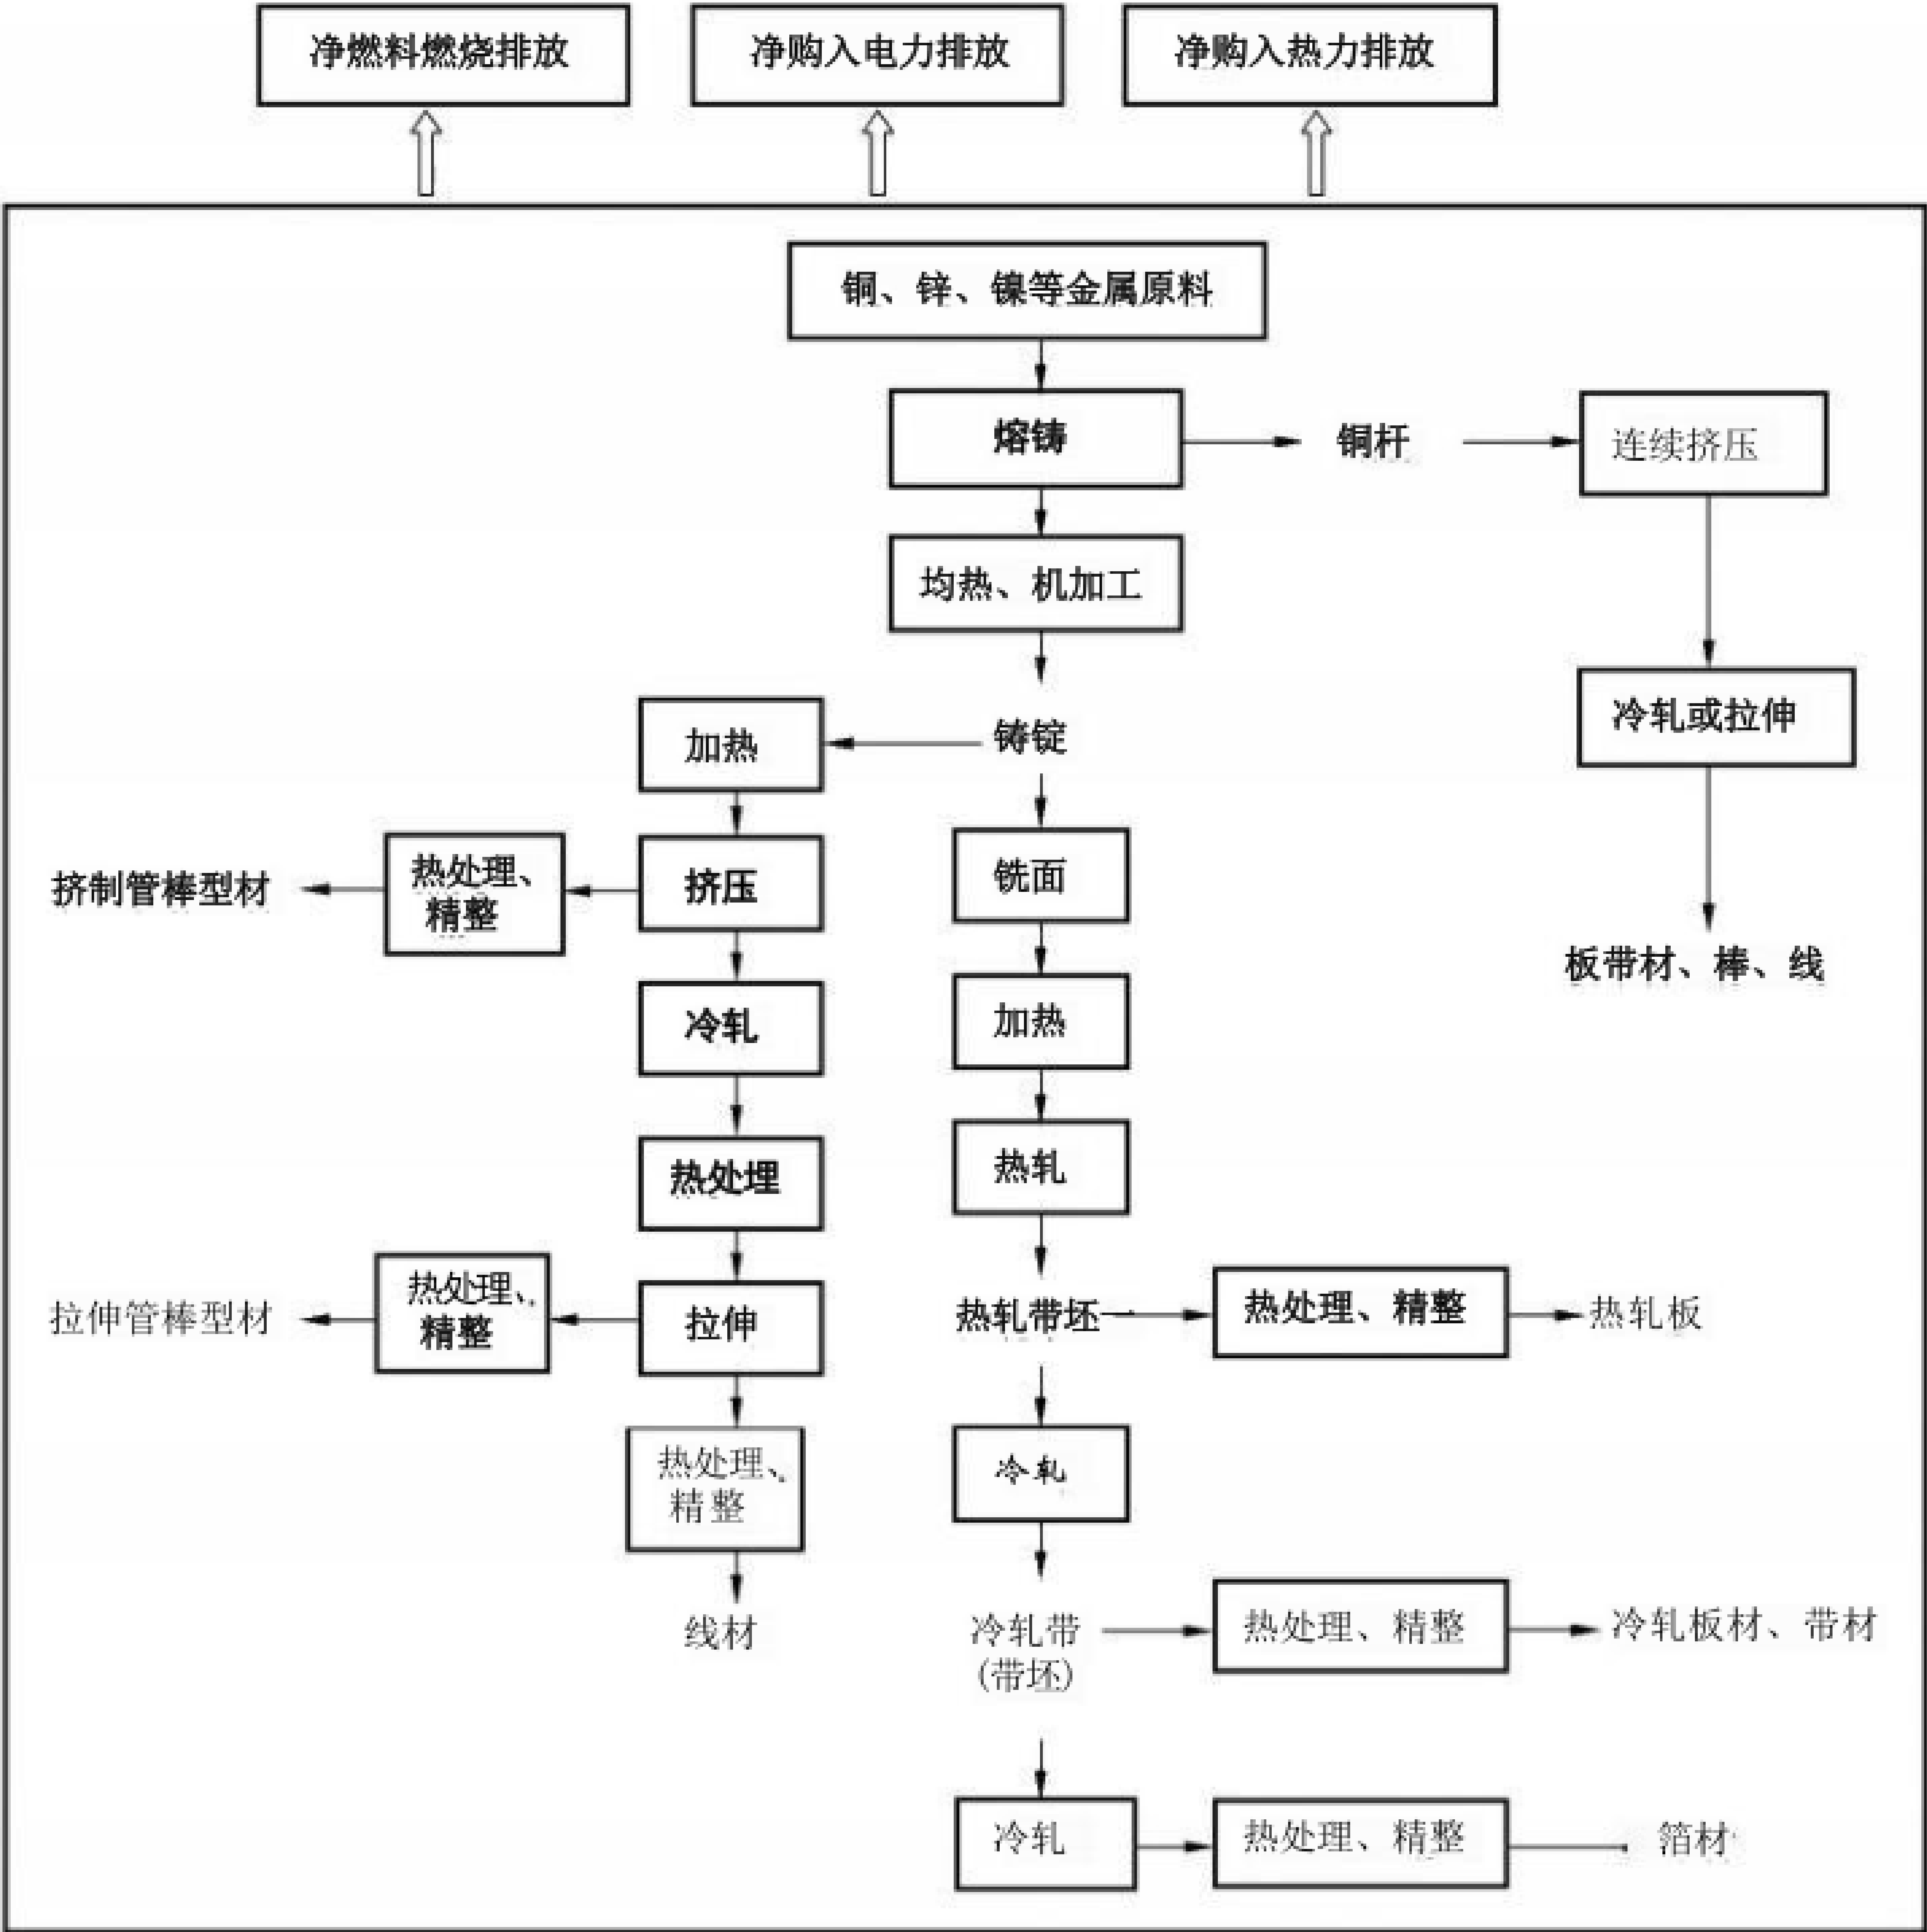 净燃料燃烧排放
净购入电力排放
净购入热力排放
铜、锌、镍等金属原料
熔铸
铜杆
连续挤压
均热、机加工
加热
铸锭
冷轧或拉伸
挤制管棒型材
热处理、
精整
挤压
铣面
板带材、棒、线
冷轧
加热
热处理
热轧
拉伸管棒型材
热处理、
精整
拉伸
热轧带坯
热处理、精整
热轧板
热处理、
精整
冷轧
线材
冷轧带
(带坯)
热处理、精整
冷轧板材、带材
冷轧
热处理、精整
箔材